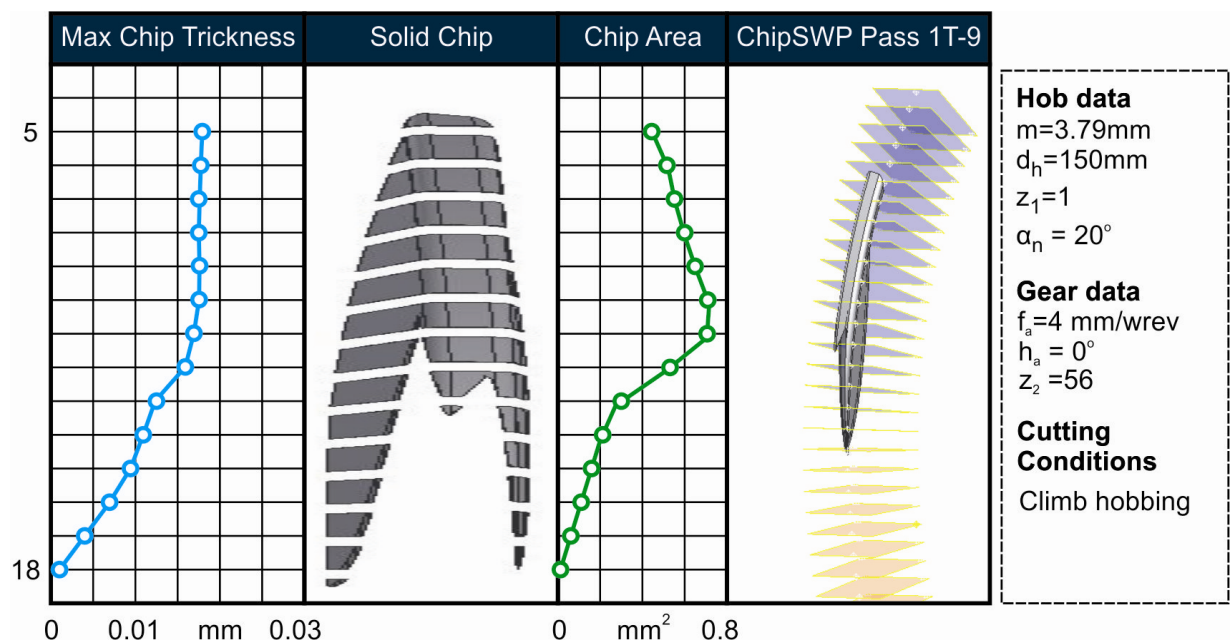 Max Chip Trickness
Solid Chip
Chip Area
ChipSWP Pass 1T-9
5
18
0 0.01 mm 0.03
0 mm² 0.8
Hob data
m=3.79mm
dₕ=150mm
z₁=1
αₙ = 20°
Gear data
fₐ=4 mm/wrev
hₐ = 0°
z₂ =56
Cutting
Conditions
Climb hobbing